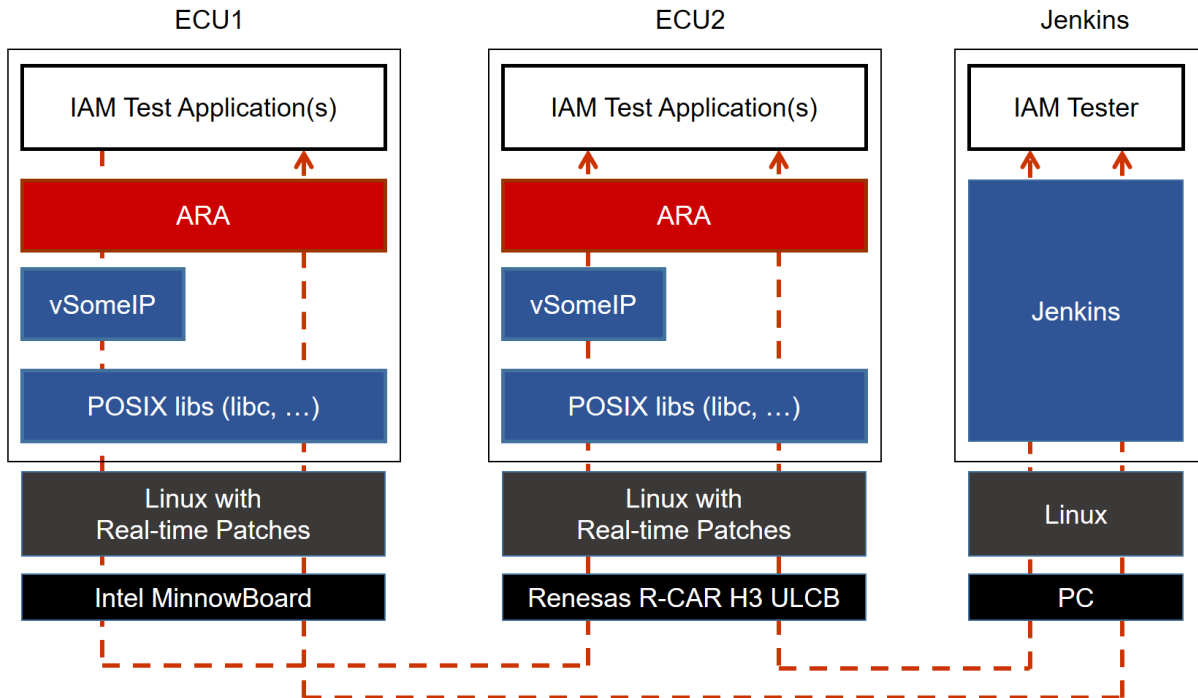 ECU1
ECU2
Jenkins
IAM Test Application(s)
IAM Test Application(s)
IAM Tester
ARA
ARA
vSomeIP
vSomeIP
Jenkins
POSIX libs (libc, …)
POSIX libs (libc, …)
Linux with
Real-time Patches
Linux with
Real-time Patches
Linux
Intel MinnowBoard
Renesas R-CAR H3 ULCB
PC